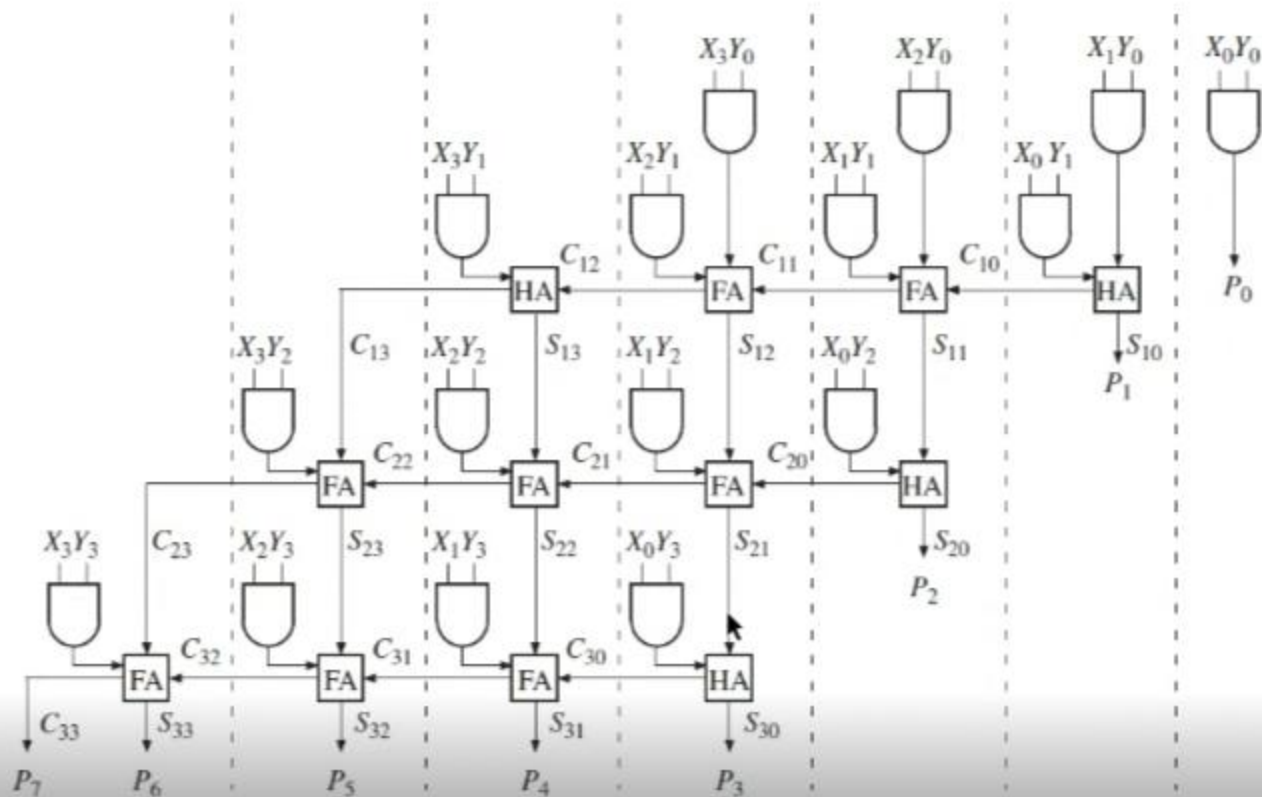 X₃Y₀ X₂Y₀ X₁Y₀ X₀Y₀
X₃Y₁ X₂Y₁ X₁Y₁ X₀ Y₁
C₁₂ C₁₁ C₁₀
HA FA FA HA P₀
X₃Y₂ C₁₃ X₂Y₂ S₁₃ X₁Y₂ S₁₂ X₀Y₂ S₁₁ S₁₀
P₁
C₂₂ C₂₁ C₂₀
FA FA FA HA
X₃Y₃ C₂₃ X₂Y₃ S₂₃ X₁Y₃ S₂₂ X₀Y₃ S₂₁ S₂₀
P₂
C₃₂ C₃₁ C₃₀
FA FA FA HA
C₃₃ S₃₃ S₃₂ S₃₁ S₃₀
P₇ P₆ P₅ P₄ P₃